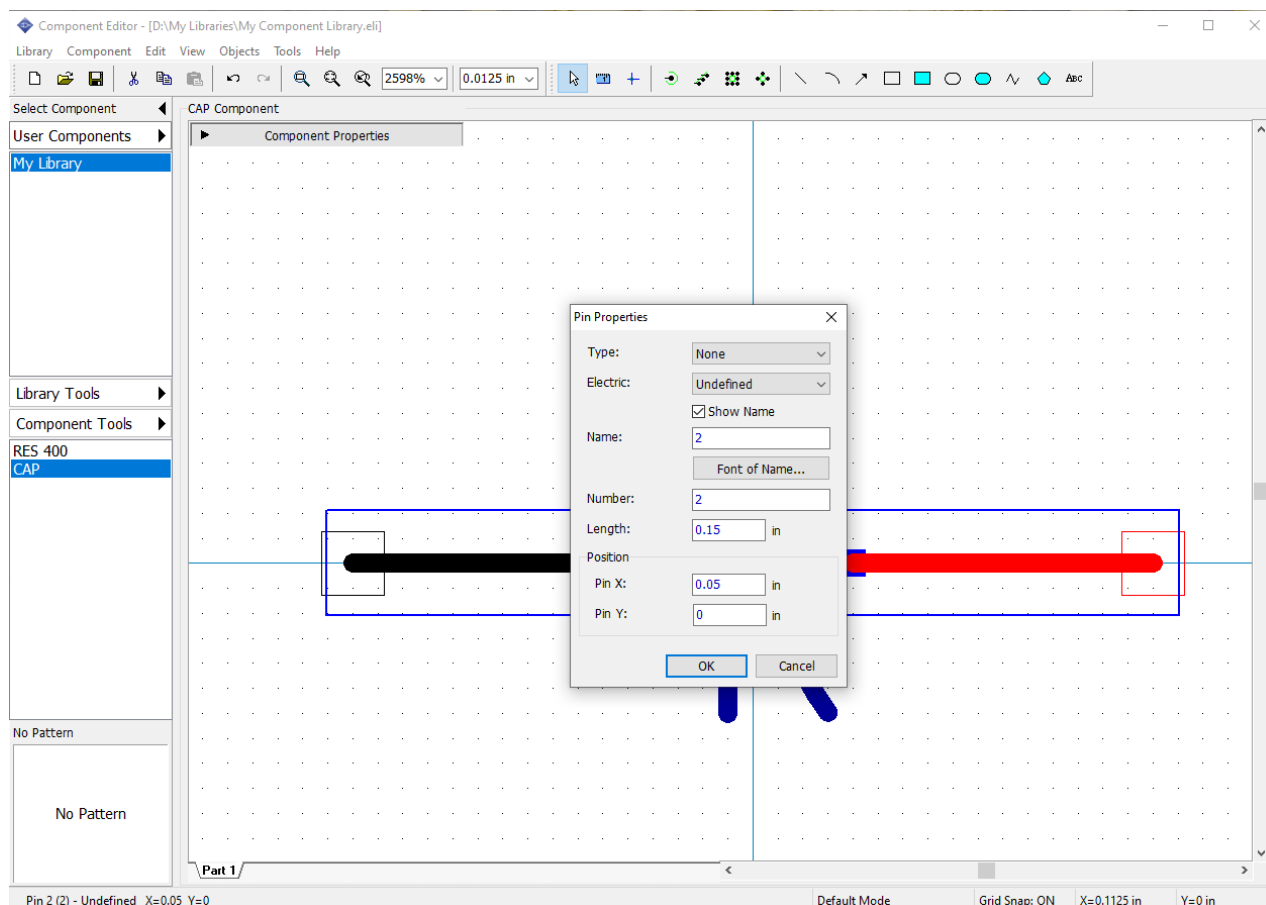 Component Editor - [D:\My Libraries\My Component Library.eli]
Library Component Edit View Objects Tools Help
2598% 0.0125 in ABC
Select Component
CAP Component
User Components
Component Properties
My Library
Library Tools
Component Tools
RES 400
CAP
Pin Properties
Type: None
Electric: Undefined
Show Name
Name: 2
Font of Name...
Number: 2
Length: 0.15 in
Position
Pin X: 0.05 in
Pin Y: 0 in
OK Cancel
No Pattern
No Pattern
Part 1
Pin 2 (2) - Undefined X=0.05 Y=0 Default Mode Grid Snap: ON X=0.1125 in Y=0 in